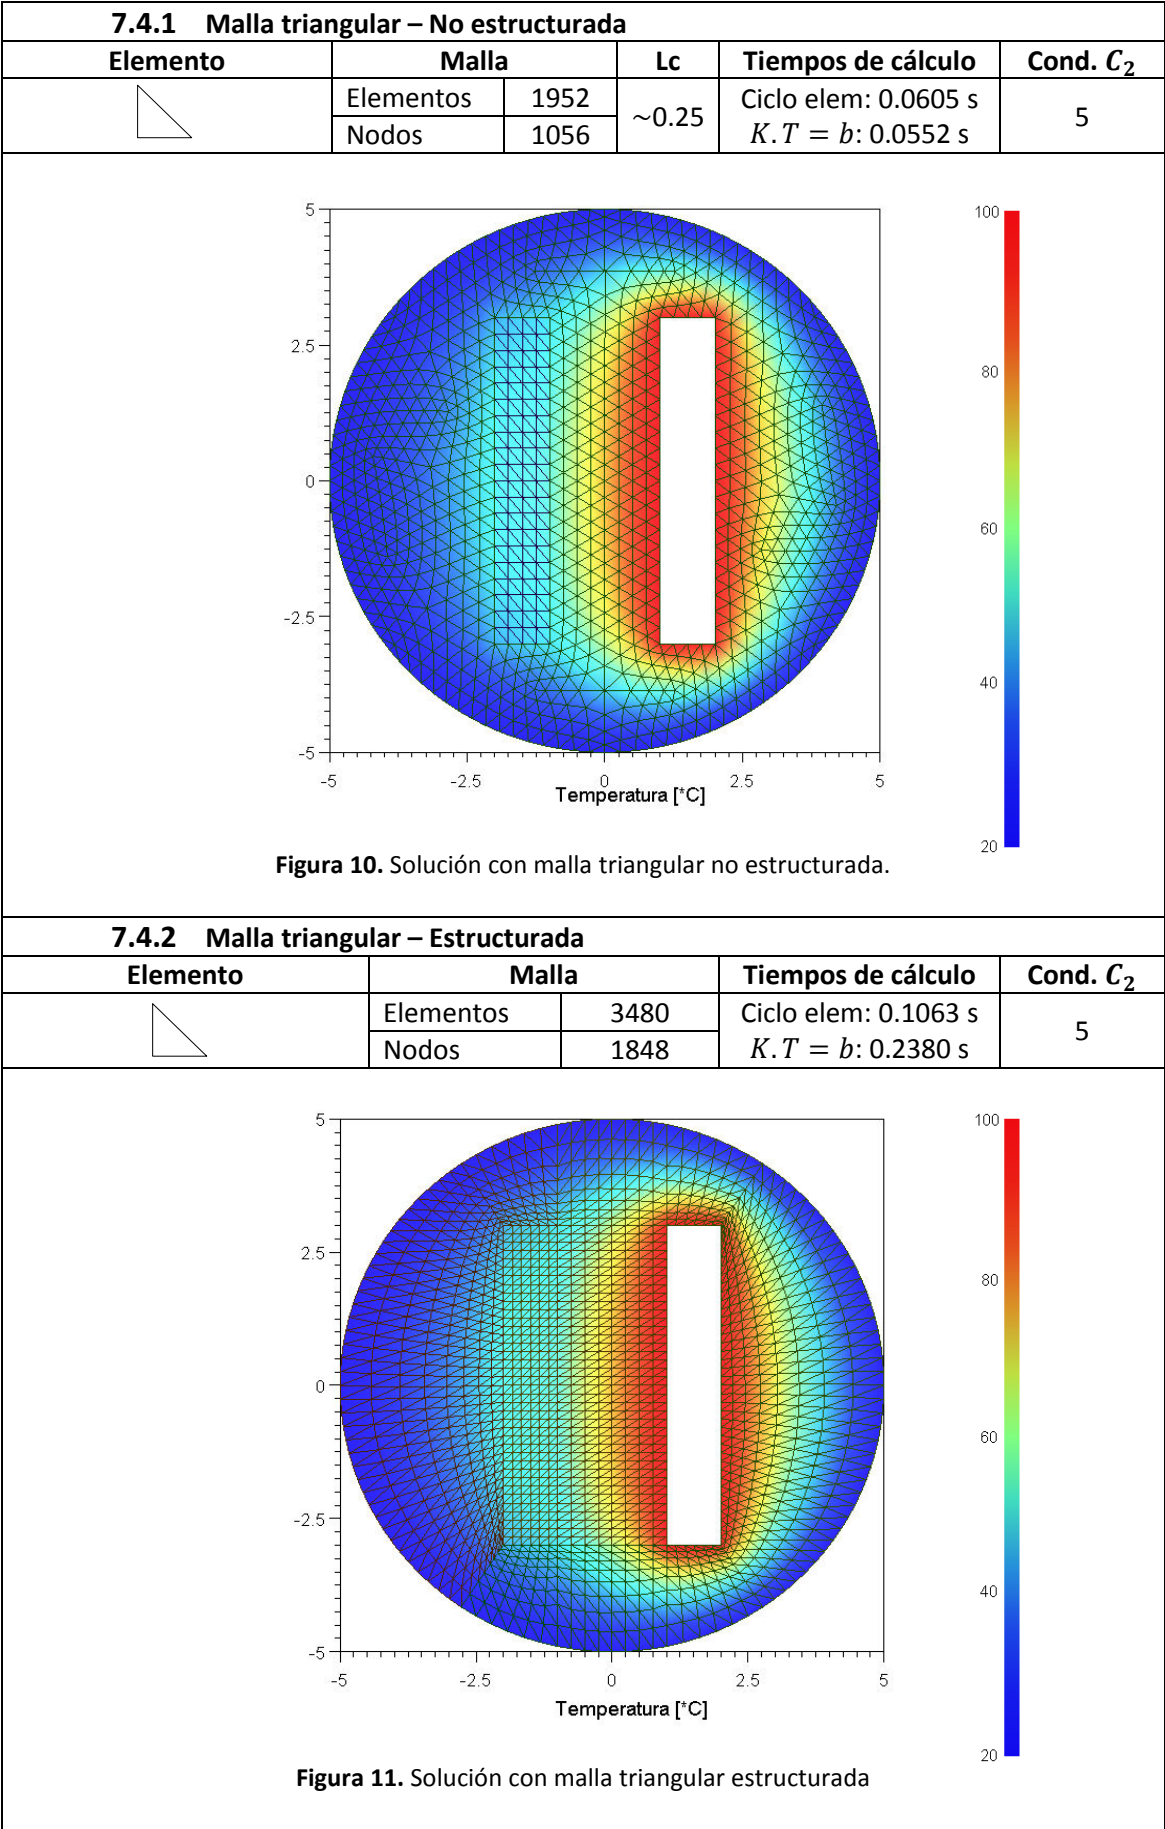 7.4.1 Malla triangular – No estructurada
Elemento Malla Lc Tiempos de cálculo Cond. C₂
Elementos 1952 ~0.25 Ciclo elem: 0.0605 s 5
Nodos 1056 K.T = b: 0.0552 s
5
2.5
0
-2.5
-5
-5 -2.5 0 2.5 5
Temperatura [*C]
100
80
60
40
20
Figura 10. Solución con malla triangular no estructurada.
7.4.2 Malla triangular – Estructurada
Elemento Malla Tiempos de cálculo Cond. C₂
Elementos 3480 Ciclo elem: 0.1063 s 5
Nodos 1848 K.T = b: 0.2380 s
5
2.5
0
-2.5
-5
-5 -2.5 0 2.5 5
Temperatura [*C]
100
80
60
40
20
Figura 11. Solución con malla triangular estructurada